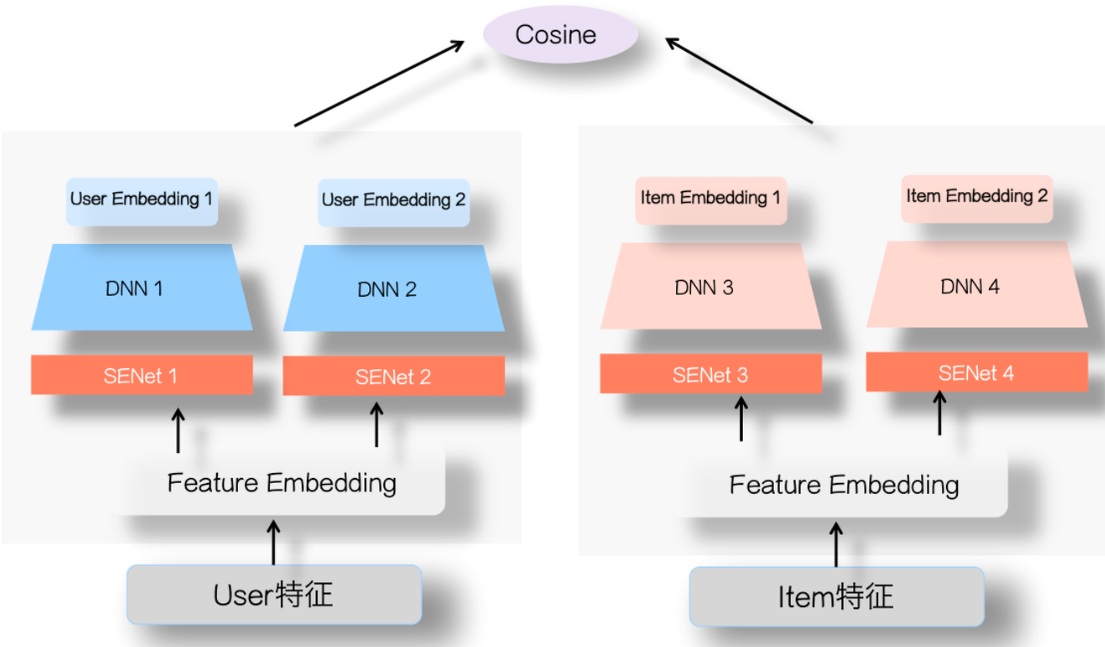 Cosine
User Embedding 1
User Embedding 2
Item Embedding 1
Item Embedding 2
DNN 1
DNN 2
DNN 3
DNN 4
SENet 1
SENet 2
SENet 3
SENet 4
Feature Embedding
Feature Embedding
User特征
Item特征